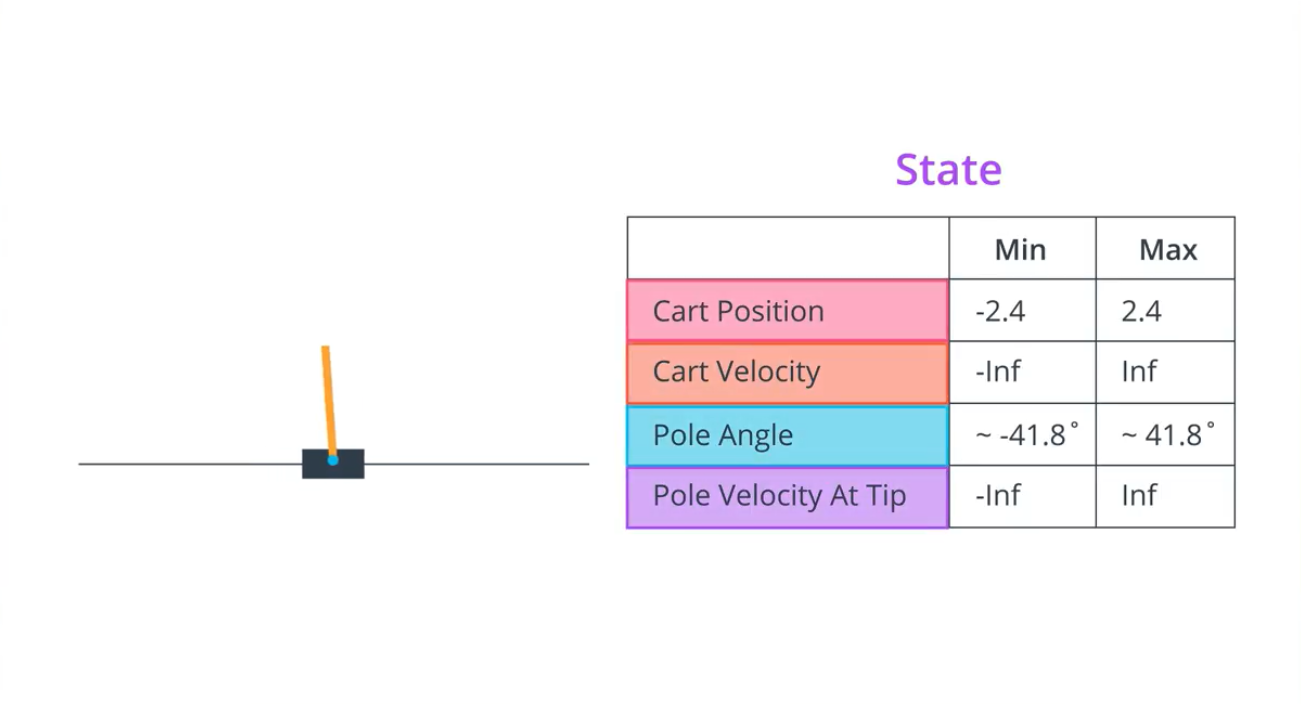 State
Min Max
Cart Position -2.4 2.4
Cart Velocity -Inf Inf
Pole Angle ~ -41.8° ~ 41.8°
Pole Velocity At Tip -Inf Inf